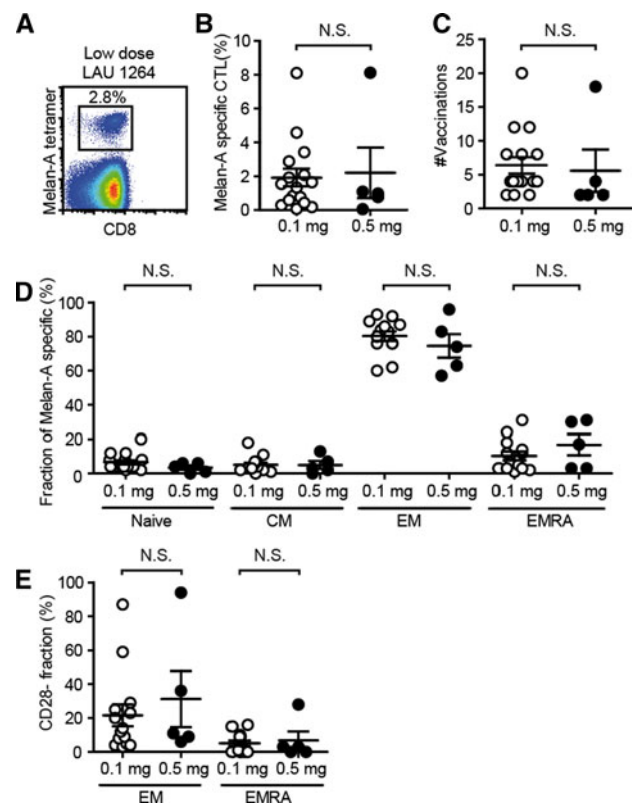 A
Low dose
LAU 1264
2.8%
Melan-A tetramer
CD8
B
N.S.
Melan-A specific CTL(%)
10
8
6
4
2
0
0.1 mg 0.5 mg
C
N.S.
#Vaccinations
25
20
15
10
5
0
0.1 mg 0.5 mg
D
N.S. N.S. N.S. N.S.
Fraction of Melan-A specific (%)
100
80
60
40
20
0
0.1 mg 0.5 mg 0.1 mg 0.5 mg 0.1 mg 0.5 mg 0.1 mg 0.5 mg
Naive CM EM EMRA
E
N.S. N.S.
CD28- fraction (%)
100
80
60
40
20
0
0.1 mg 0.5 mg 0.1 mg 0.5 mg
EM EMRA